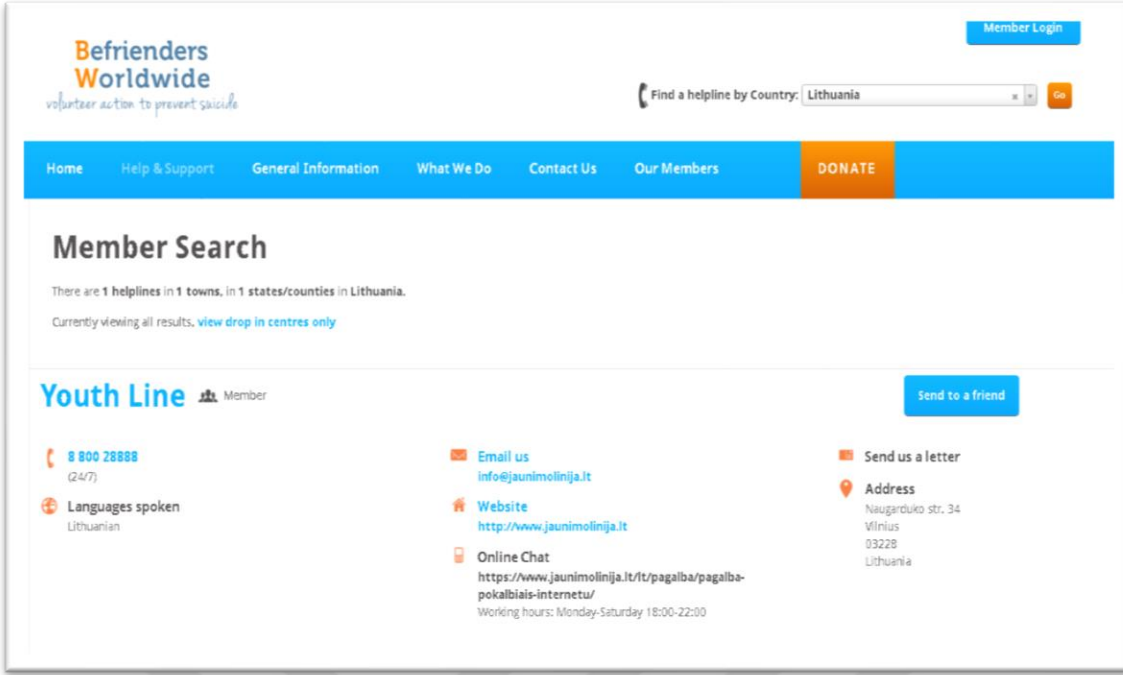 Member Login
Befrienders
Worldwide
volunteer action to prevent suicide
Find a helpline by Country: Lithuania
Go
Home Help & Support General Information What We Do Contact Us Our Members DONATE
Member Search
There are 1 helplines in 1 towns, in 1 states/counties in Lithuania.
Currently viewing all results, view drop in centres only
Youth Line Member
Send to a friend
8 800 28888
(24/7)
Languages spoken
Lithuanian
Email us
info@jaunimolinija.lt
Website
http://www.jaunimolinija.lt
Online Chat
https://www.jaunimolinija.lt/lt/pagalba/pagalba-
pokalbiais-internetu/
Working hours: Monday-Saturday 18:00-22:00
Send us a letter
Address
Naugarduko str. 34
Vilnius
03228
Lithuania